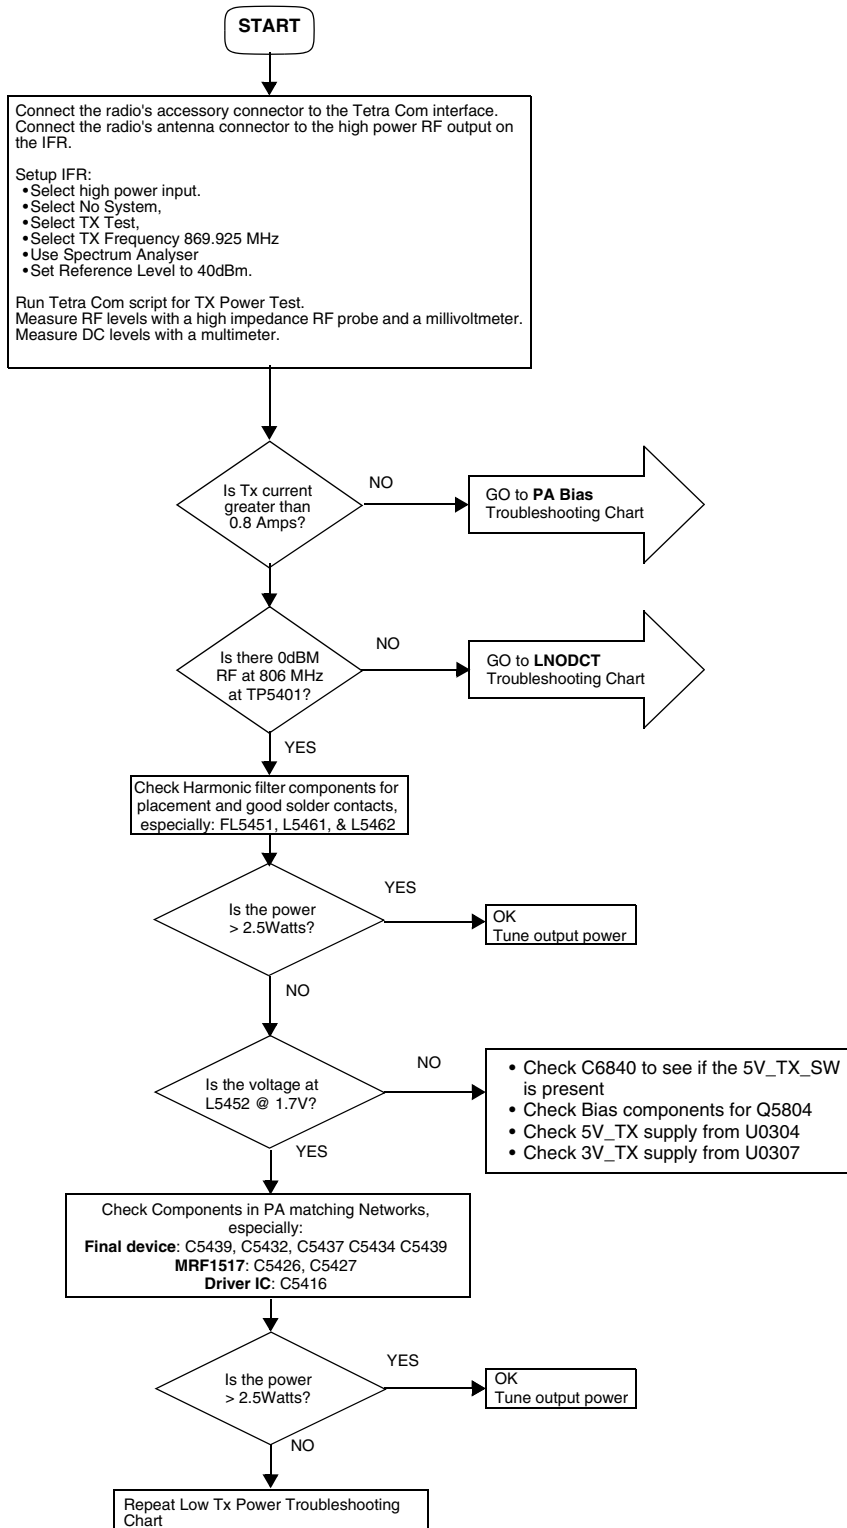 START
Connect the radio's accessory connector to the Tetra Com interface.
Connect the radio's antenna connector to the high power RF output on
the IFR.
Setup IFR:
•Select high power input.
•Select No System,
•Select TX Test,
•Select TX Frequency 869.925 MHz
•Use Spectrum Analyser
•Set Reference Level to 40dBm.
Run Tetra Com script for TX Power Test.
Measure RF levels with a high impedance RF probe and a millivoltmeter.
Measure DC levels with a multimeter.
Is Tx current
greater than
0.8 Amps?
NO
GO to PA Bias
Troubleshooting Chart
Is there 0dBM
RF at 806 MHz
at TP5401?
NO
GO to LNODCT
Troubleshooting Chart
YES
Check Harmonic filter components for
placement and good solder contacts,
especially: FL5451, L5461, & L5462
Is the power
> 2.5Watts?
YES
OK
Tune output power
NO
Is the voltage at
L5452 @ 1.7V?
NO
• Check C6840 to see if the 5V_TX_SW
is present
• Check Bias components for Q5804
• Check 5V_TX supply from U0304
• Check 3V_TX supply from U0307
YES
Check Components in PA matching Networks,
especially:
Final device: C5439, C5432, C5437 C5434 C5439
MRF1517: C5426, C5427
Driver IC: C5416
Is the power
> 2.5Watts?
YES
OK
Tune output power
NO
Repeat Low Tx Power Troubleshooting
Chart